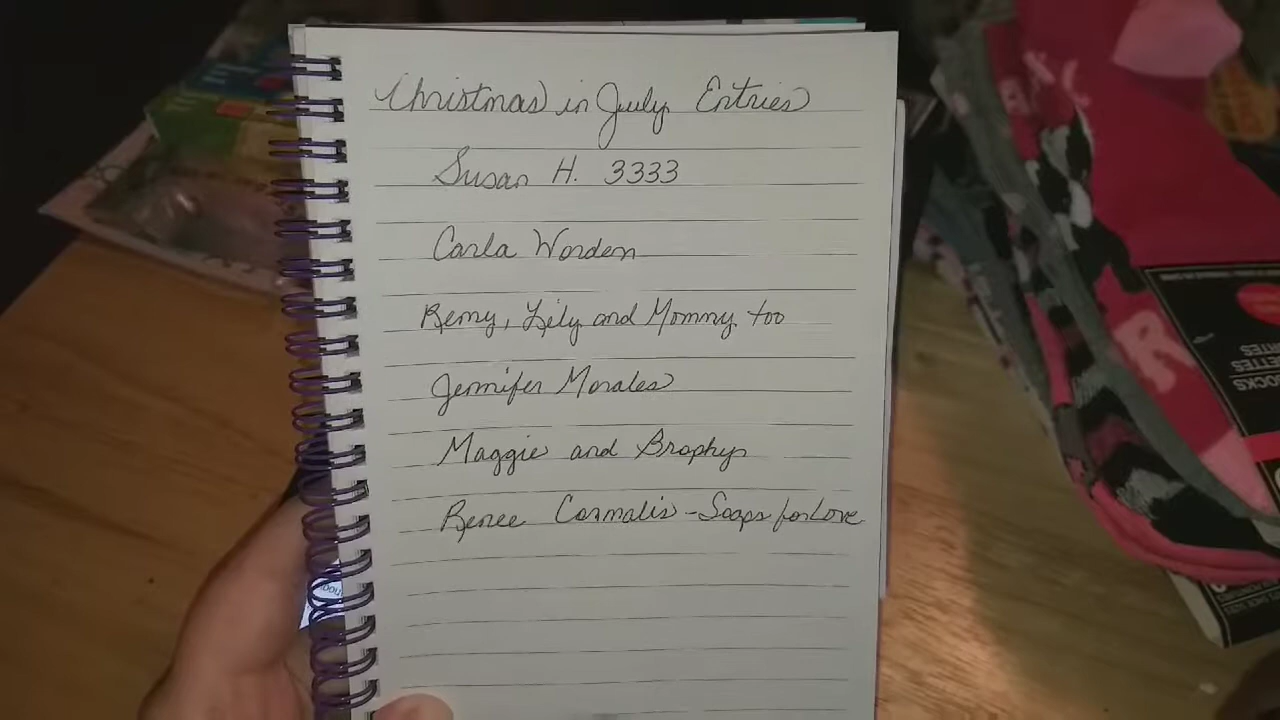 Christmas in July Entries
Susan H. 3333
Carla Worden
Remy, Lily and Mommy too
Jennifer Morales
Maggie and Brophy
Renee Cormalis - Soaps for Love